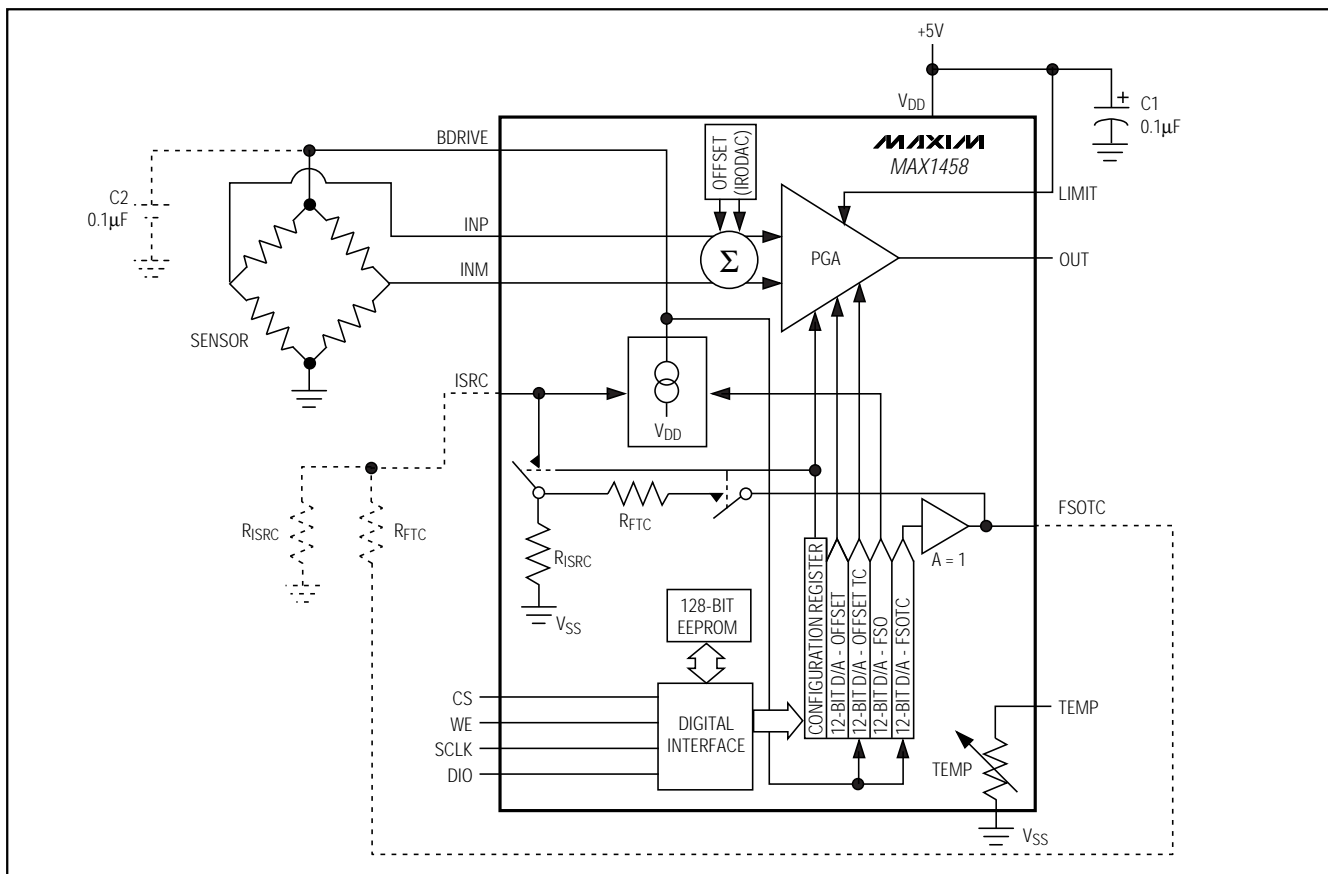 +5V
VDD
C1
+
0.1µF
BDRIVE
OFFSET
(IRODAC)
MAXIM
MAX1458
C2
0.1µF
LIMIT
INP
PGA
Σ
OUT
INM
SENSOR
ISRC
VDD
RISRC
RFTC
RFTC
RISRC
VSS
FSOTC
A = 1
CONFIGURATION REGISTER
12-BIT D/A - OFFSET
12-BIT D/A - OFFSET TC
12-BIT D/A - FSO
12-BIT D/A - FSOTC
128-BIT
EEPROM
CS
WE
SCLK
DIO
DIGITAL
INTERFACE
TEMP
TEMP
VSS